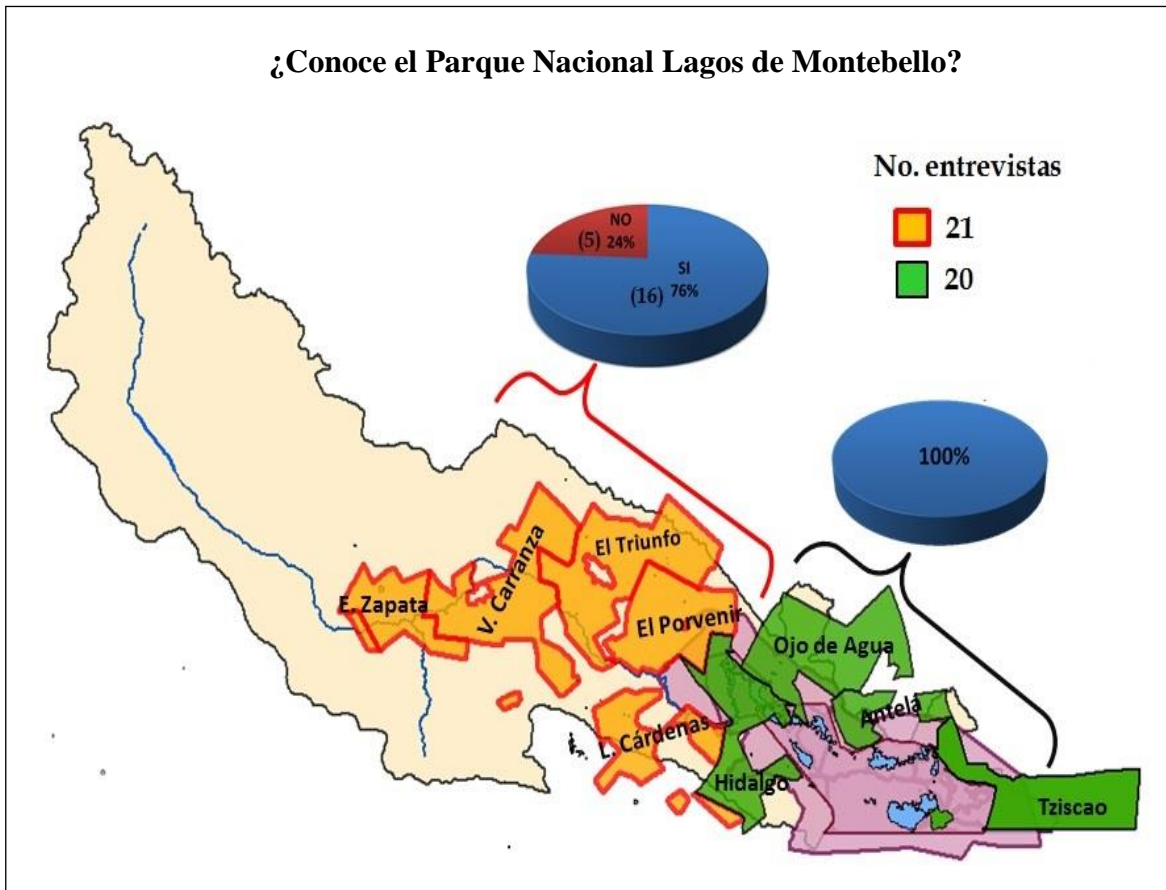 ¿Conoce el Parque Nacional Lagos de Montebello?
No. entrevistas
21
20
NO
(5) 24%
SI
(16) 76%
100%
El Triunfo
V. Carranza
E. Zapata
El Porvenir
Ojo de Agua
Antelá
L. Cárdenas
Hidalgo
Tziscao